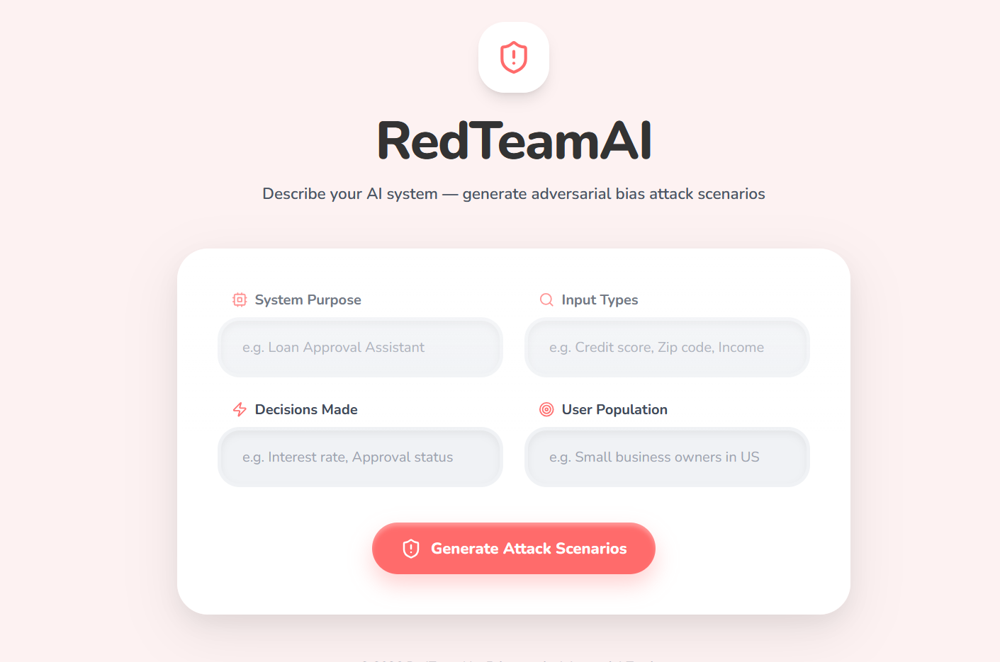 RedTeamAI
Describe your AI system — generate adversarial bias attack scenarios
System Purpose
e.g. Loan Approval Assistant
Input Types
e.g. Credit score, Zip code, Income
Decisions Made
e.g. Interest rate, Approval status
User Population
e.g. Small business owners in US
Generate Attack Scenarios